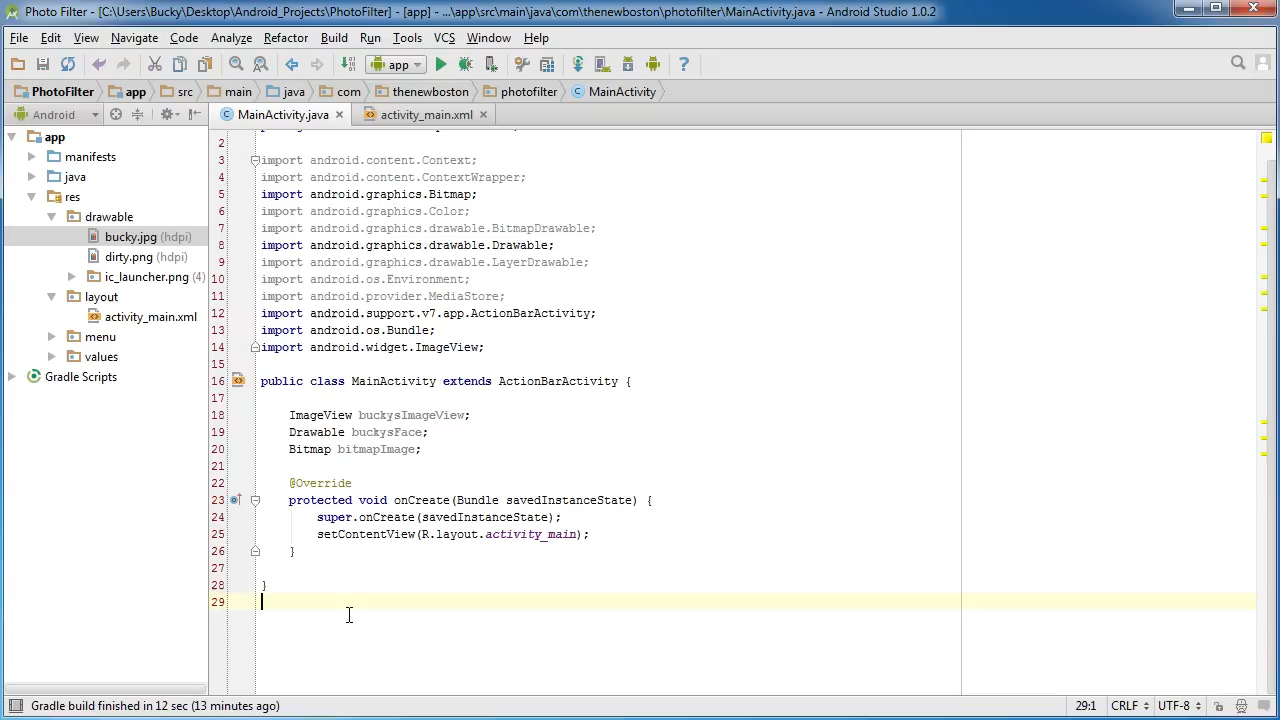 Photo Filter - [C:\Users\Bucky\Desktop\Android_Projects\PhotoFilter] - [app] - ...\app\src\main\java\com\thenewboston\photofilter\MainActivity.java - Android Studio 1.0.2
File Edit View Navigate Code Analyze Refactor Build Run Tools VCS Window Help
app
PhotoFilter app src main java com thenewboston photofilter MainActivity
Android MainActivity.java activity_main.xml
app
manifests
java
res
drawable
bucky.jpg (hdpi)
dirty.png (hdpi)
ic_launcher.png (4)
layout
activity_main.xml
menu
values
Gradle Scripts
2
3 import android.content.Context;
4 import android.content.ContextWrapper;
5 import android.graphics.Bitmap;
6 import android.graphics.Color;
7 import android.graphics.drawable.BitmapDrawable;
8 import android.graphics.drawable.Drawable;
9 import android.graphics.drawable.LayerDrawable;
10 import android.os.Environment;
11 import android.provider.MediaStore;
12 import android.support.v7.app.ActionBarActivity;
13 import android.os.Bundle;
14 import android.widget.ImageView;
15
16 public class MainActivity extends ActionBarActivity {
17
18 ImageView buckysImageView;
19 Drawable buckysFace;
20 Bitmap bitmapImage;
21
22 @Override
23 protected void onCreate(Bundle savedInstanceState) {
24 super.onCreate(savedInstanceState);
25 setContentView(R.layout.activity_main);
26 }
27
28 }
29
Gradle build finished in 12 sec (13 minutes ago) 29:1 CRLF UTF-8